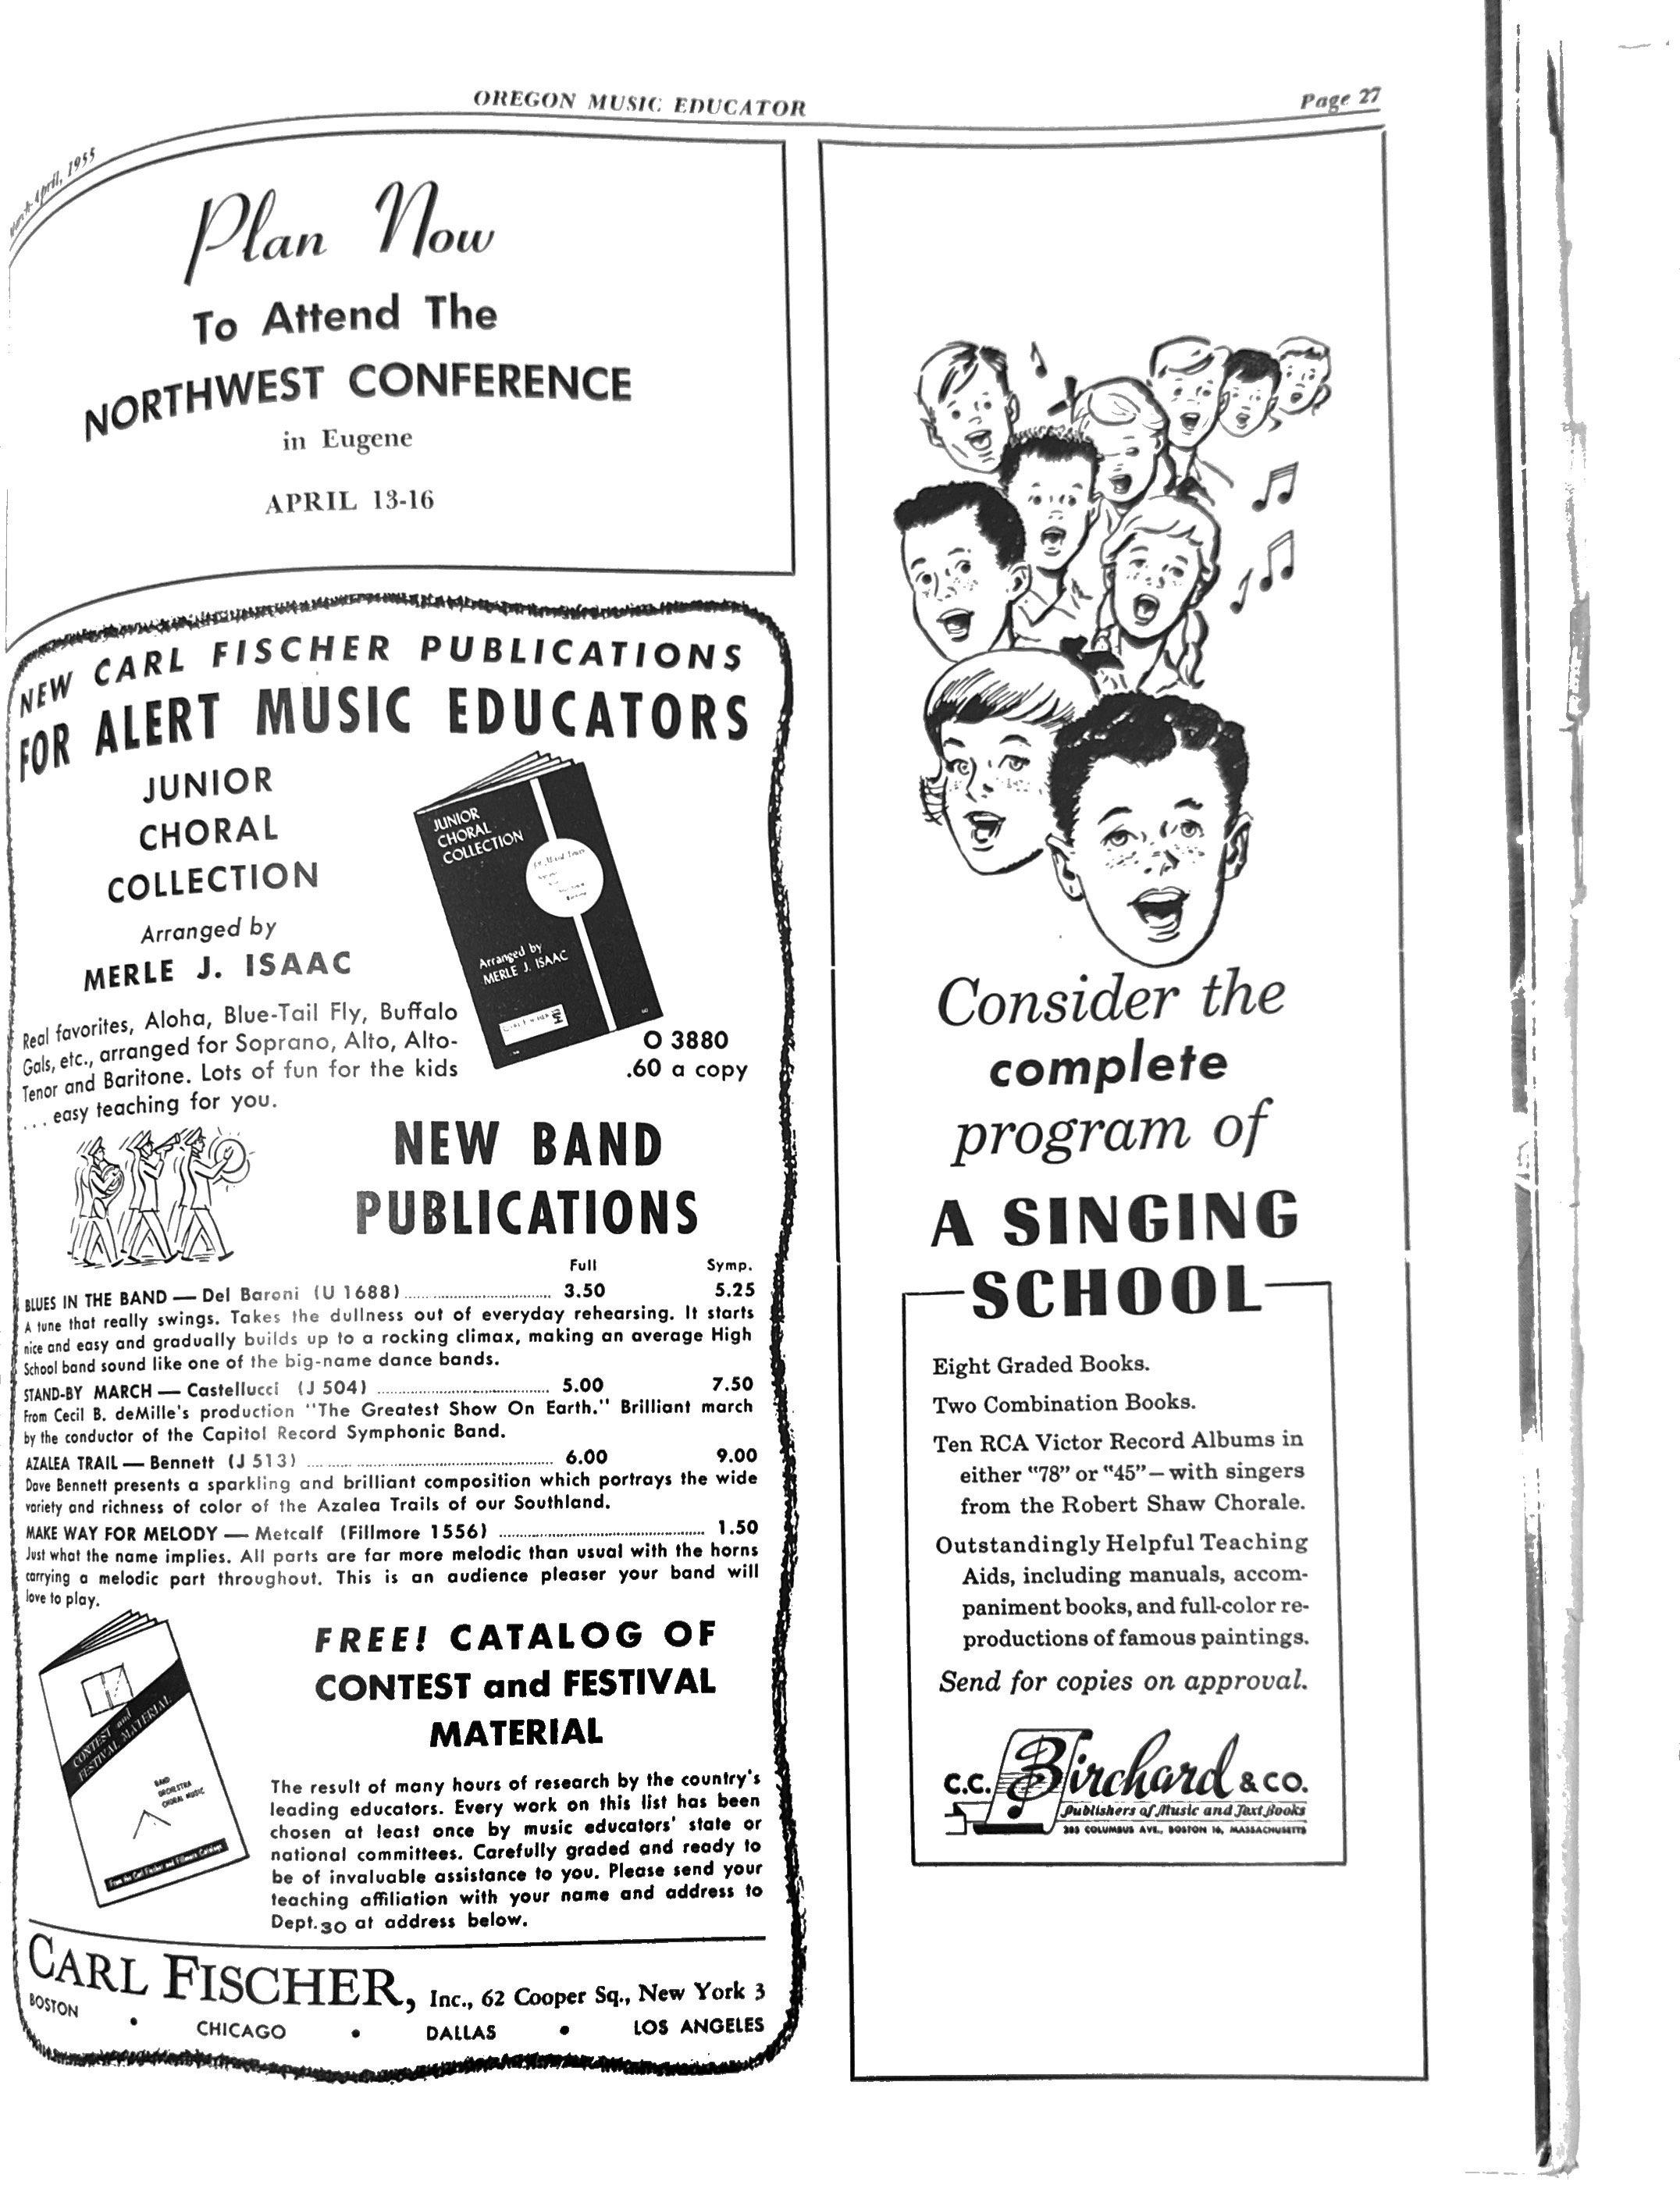 OREGON MUSIC EDUCATOR
Page 27
March-April, 1955
Plan Now
To Attend The
NORTHWEST CONFERENCE
in Eugene
APRIL 13-16
NEW CARL FISCHER PUBLICATIONS
FOR ALERT MUSIC EDUCATORS
JUNIOR
CHORAL
COLLECTION
Arranged by
MERLE J. ISAAC
JUNIOR
CHORAL
COLLECTION
Arranged by
MERLE J. ISAAC
Real favorites, Aloha, Blue-Tail Fly, Buffalo
Gals, etc., arranged for Soprano, Alto, Alto-
Tenor and Baritone. Lots of fun for the kids
... easy teaching for you.
O 3880
.60 a copy
NEW BAND
PUBLICATIONS
Full Symp.
BLUES IN THE BAND — Del Baroni (U 1688) 3.50 5.25
A tune that really swings. Takes the dullness out of everyday rehearsing. It starts
nice and easy and gradually builds up to a rocking climax, making an average High
School band sound like one of the big-name dance bands.
STAND-BY MARCH — Castellucci (J 504) 5.00 7.50
From Cecil B. deMille's production "The Greatest Show On Earth." Brilliant march
by the conductor of the Capitol Record Symphonic Band.
AZALEA TRAIL — Bennett (J 513) 6.00 9.00
Dave Bennett presents a sparkling and brilliant composition which portrays the wide
variety and richness of color of the Azalea Trails of our Southland.
MAKE WAY FOR MELODY — Metcalf (Fillmore 1556) 1.50
Just what the name implies. All parts are far more melodic than usual with the horns
carrying a melodic part throughout. This is an audience pleaser your band will
love to play.
FREE! CATALOG OF
CONTEST and FESTIVAL
MATERIAL
CONTEST and
FESTIVAL MATERIAL
BAND
ORCHESTRA
CHORAL MUSIC
From the Carl Fischer and Fillmore Catalogs
The result of many hours of research by the country's
leading educators. Every work on this list has been
chosen at least once by music educators' state or
national committees. Carefully graded and ready to
be of invaluable assistance to you. Please send your
teaching affiliation with your name and address to
Dept. 30 at address below.
CARL FISCHER, Inc., 62 Cooper Sq., New York 3
BOSTON • CHICAGO • DALLAS • LOS ANGELES
Consider the
complete
program of
A SINGING
SCHOOL
Eight Graded Books.
Two Combination Books.
Ten RCA Victor Record Albums in
either "78" or "45"— with singers
from the Robert Shaw Chorale.
Outstandingly Helpful Teaching
Aids, including manuals, accom-
paniment books, and full-color re-
productions of famous paintings.
Send for copies on approval.
C.C. Birchard & CO.
Publishers of Music and Text Books
285 COLUMBUS AVE., BOSTON 16, MASSACHUSETTS